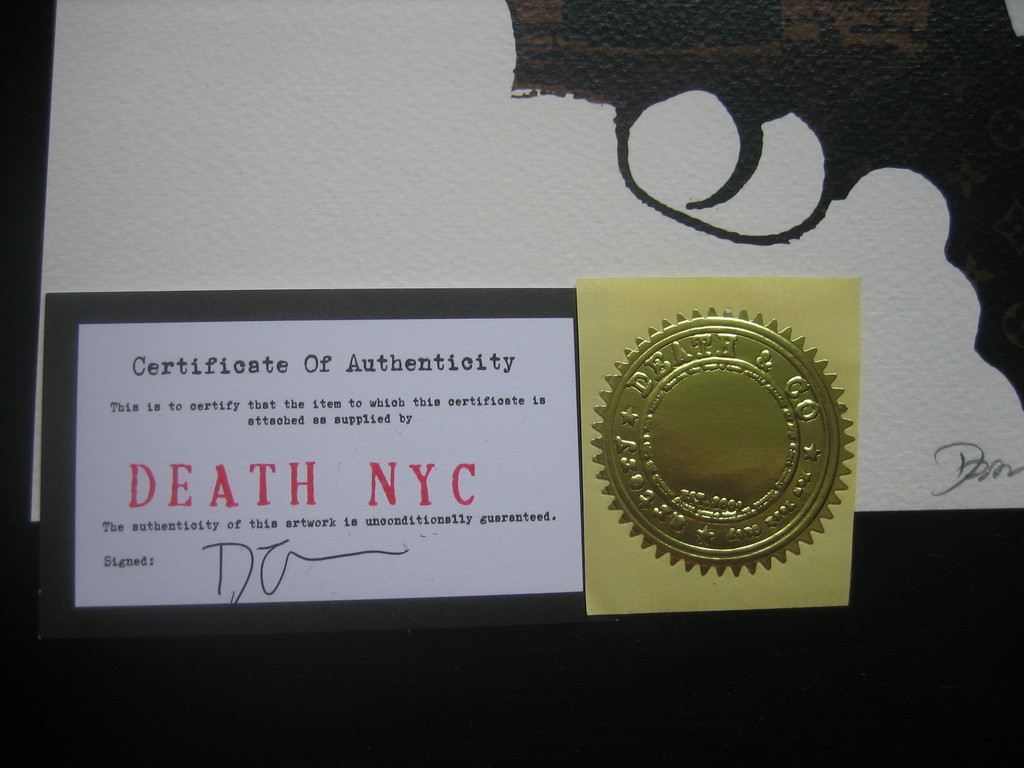 Certificate Of Authenticity
This is to certify that the item to which this certificate is
attached as supplied by
DEATH NYC
The authenticity of this artwork is unconditionally guaranteed.
Signed:
DEATH & CO